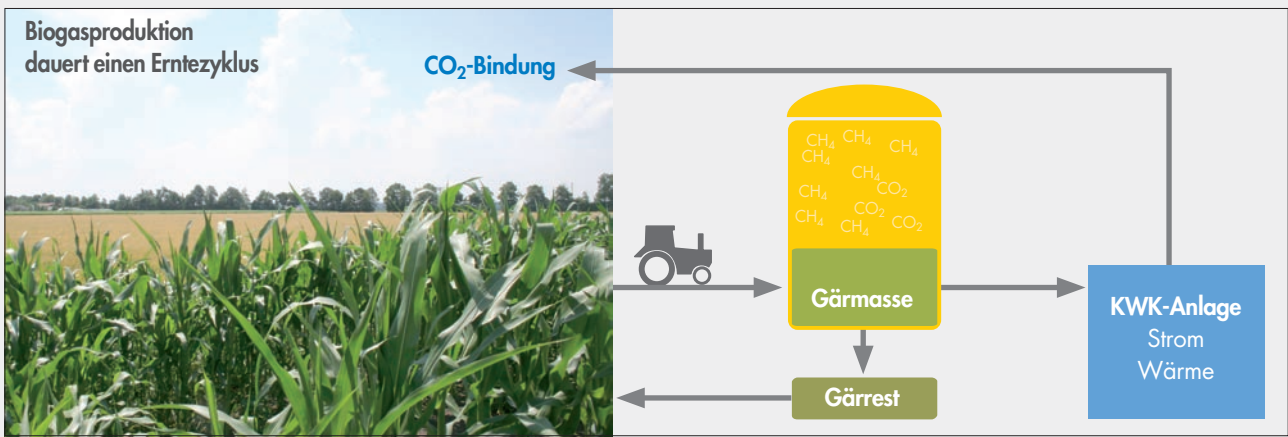 Biogasproduktion
dauert einen Erntezyklus
CO₂-Bindung
CH₄ CH₄ CH₄
CH₄
CH₄
CH₄ CO₂
CO₂
CH₄ CH₄ CO₂
Gärmasse
KWK-Anlage
Strom
Wärme
Gärrest